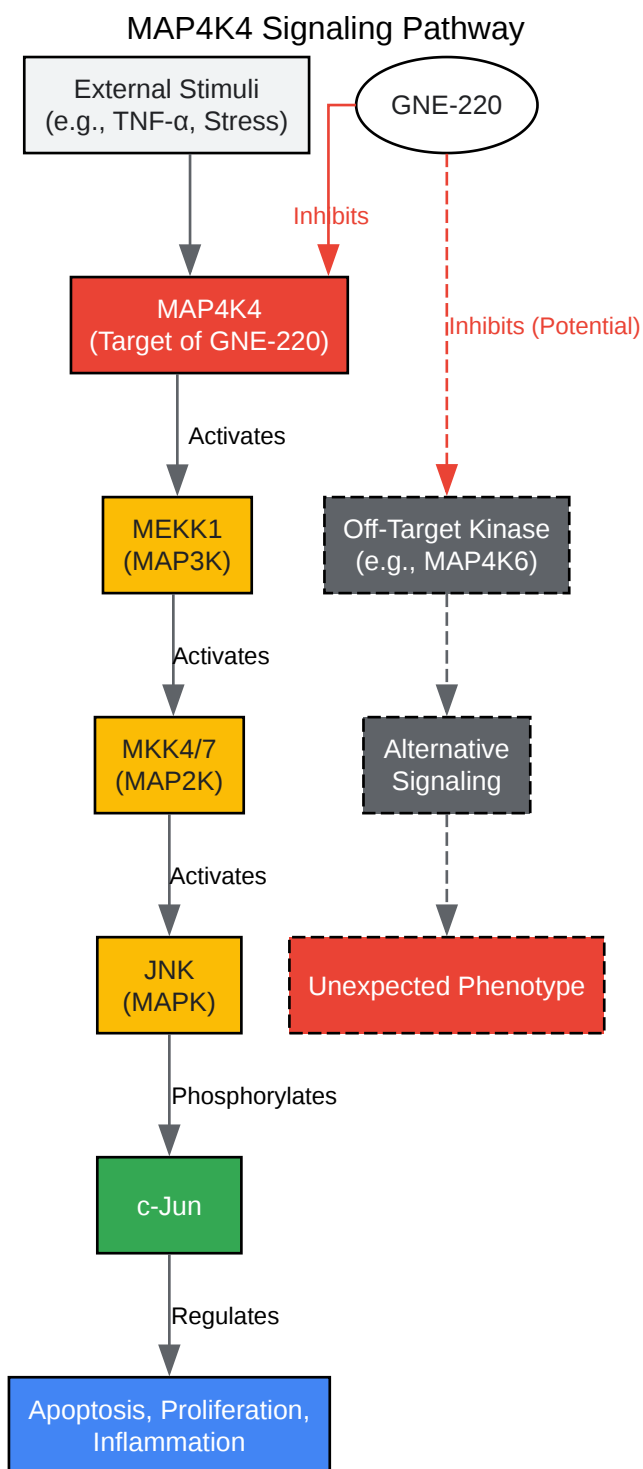 MAP4K4 Signaling Pathway
External Stimuli
(e.g., TNF-α, Stress)
GNE-220
Inhibits
MAP4K4
(Target of GNE-220)
Inhibits (Potential)
Activates
MEKK1
(MAP3K)
Off-Target Kinase
(e.g., MAP4K6)
Activates
MKK4/7
(MAP2K)
Alternative
Signaling
Activates
JNK
(MAPK)
Unexpected Phenotype
Phosphorylates
c-Jun
Regulates
Apoptosis, Proliferation,
Inflammation